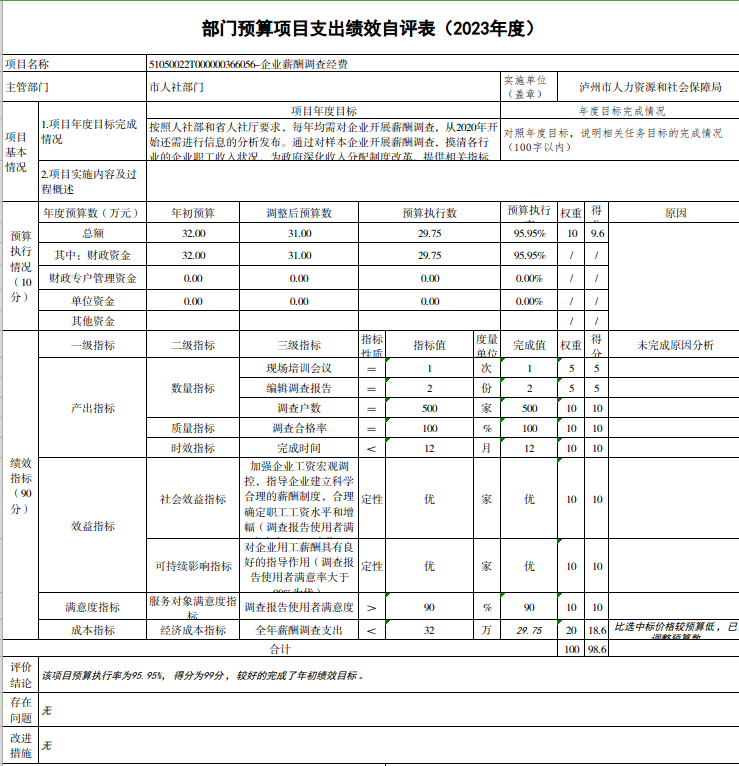 部门预算项目支出绩效自评表（2023年度）
项目名称 51050022T000000366056-企业薪酬调查经费
主管部门 市人社部门 实施单位（盖章） 泸州市人力资源和社会保障局
项目基本情况
1.项目年度目标完成情况
项目年度目标 年度目标完成情况
按照人社部和省人社厅要求，每年均需对企业开展薪酬调查，从2020年开
始还需进行信息的分析发布。通过对样本企业开展薪酬调查，摸清各行
业的企业职工收入状况，为政府深化收入分配制度改革、提供相关指标
对照年度目标，说明相关任务目标的完成情况
（100字以内）
2.项目实施内容及过程概述
预算执行情况（10分）
年度预算数（万元） 年初预算 调整后预算数 预算执行数 预算执行 权重 得 原因
总额 32.00 31.00 29.75 95.95% 10 9.6
其中：财政资金 32.00 31.00 29.75 95.95% / /
财政专户管理资金 0.00 0.00 0.00 0.00% / /
单位资金 0.00 0.00 0.00 0.00% / /
其他资金 / /
绩效指标（90分）
一级指标 二级指标 三级指标 指标性质 指标值 度量单位 完成值 权重 得分 未完成原因分析
产出指标 数量指标 现场培训会议 ＝ 1 次 1 5 5
编辑调查报告 ＝ 2 份 2 5 5
调查户数 ＝ 500 家 500 10 10
质量指标 调查合格率 ＝ 100 % 100 10 10
时效指标 完成时间 ＜ 12 月 12 10 10
效益指标 社会效益指标
加强企业工资宏观调
控，指导企业建立科学
合理的薪酬制度，合理
确定职工工资水平和增
幅（调查报告使用者满
定性 优 家 优 10 10
可持续影响指标
对企业用工薪酬具有良
好的指导作用（调查报
告使用者满意率大于
90%为优）
定性 优 家 优 10 10
满意度指标 服务对象满意度指标 调查报告使用者满意度 ＞ 90 % 90 10 10
成本指标 经济成本指标 全年薪酬调查支出 ＜ 32 万 29.75 20 18.6 比选中标价格较预算低，已调整预算数
合计 100 98.6
评价结论 该项目预算执行率为95.95%，得分为99分，较好的完成了年初绩效目标。
存在问题 无
改进措施 无